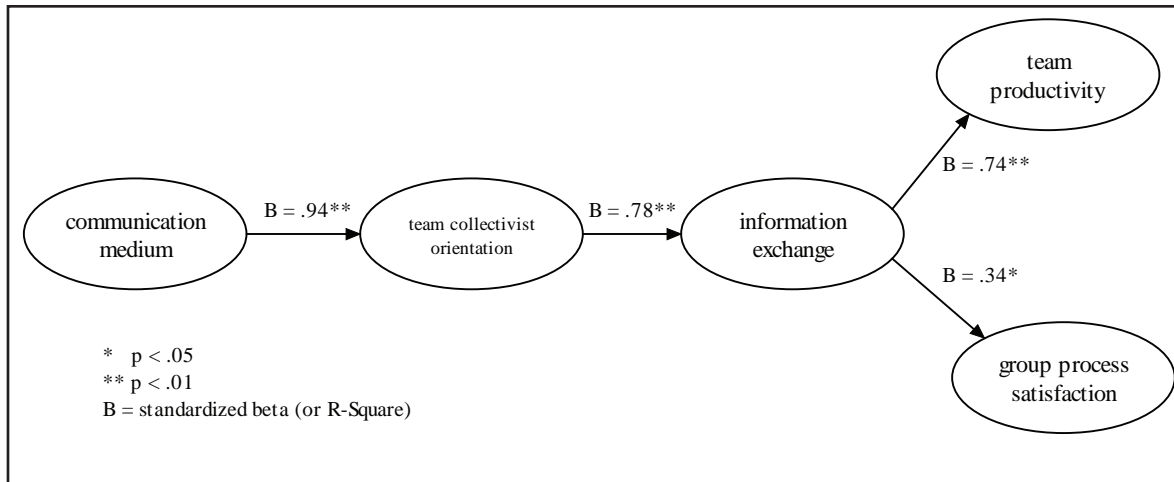 team
productivity
B = .74**
communication
medium
B = .94**
team collectivist
orientation
B = .78**
information
exchange
B = .34*
group process
satisfaction
* p < .05
** p < .01
B = standardized beta (or R-Square)